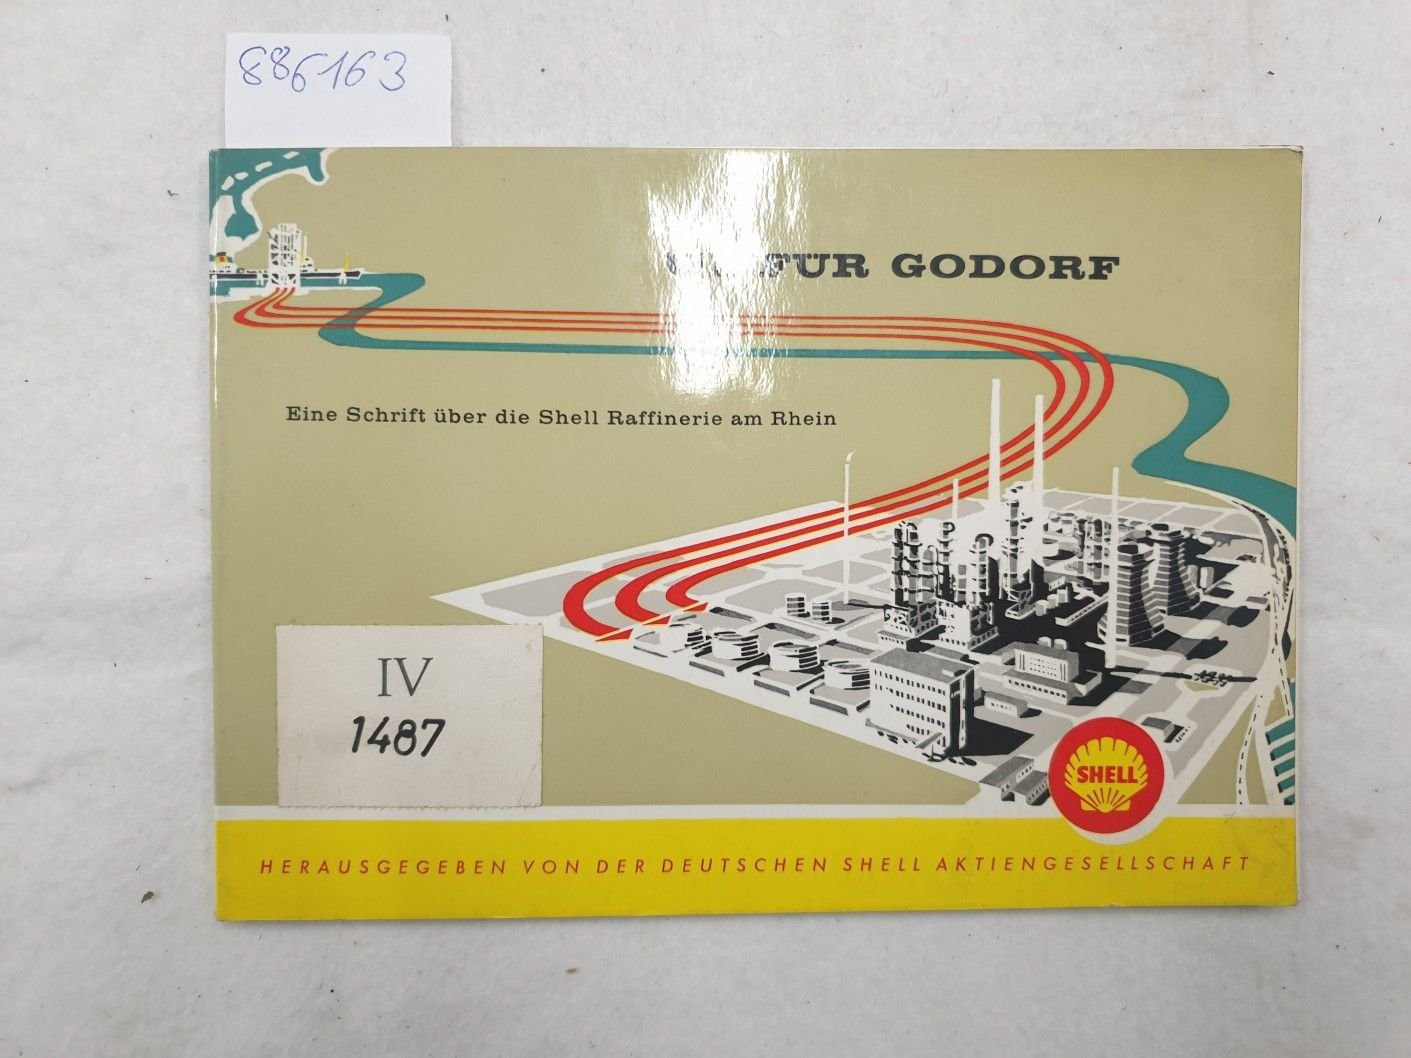 886163
FÜR GODORF
Eine Schrift über die Shell Raffinerie am Rhein
IV
1487
SHELL
HERAUSGEGEBEN VON DER DEUTSCHEN SHELL AKTIENGESELLSCHAFT